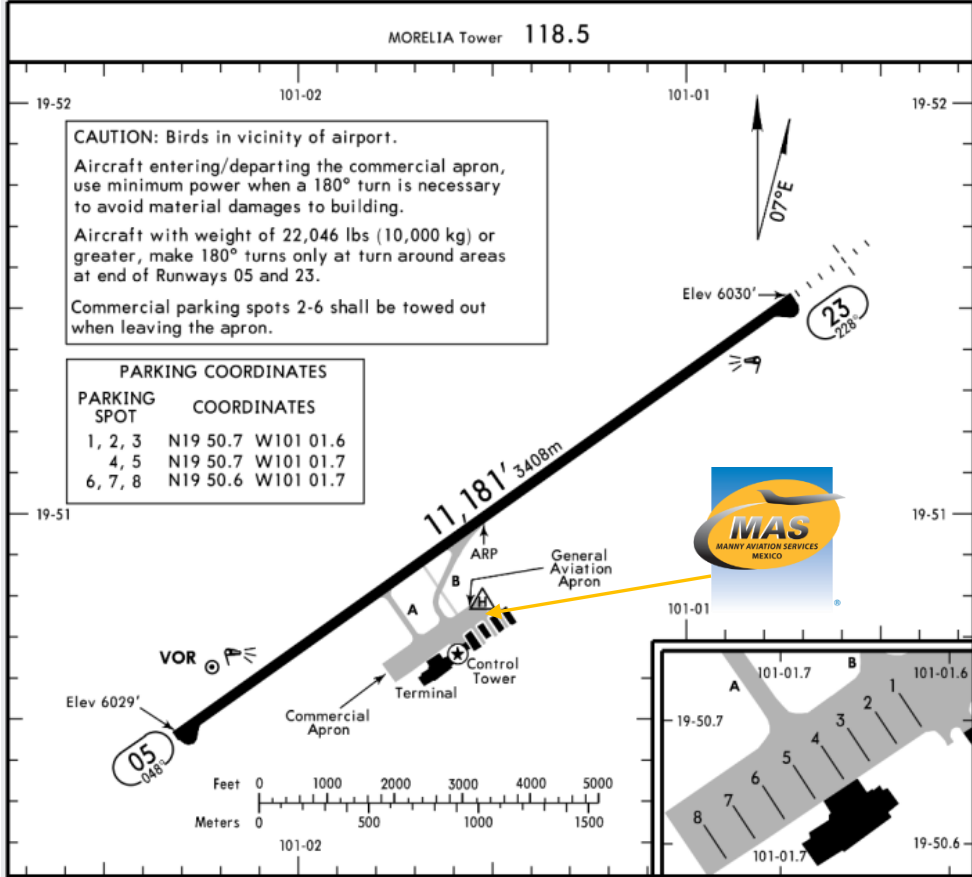 MORELIA Tower 118.5
101-02 101-01
19-52 19-52
CAUTION: Birds in vicinity of airport.
Aircraft entering/departing the commercial apron,
use minimum power when a 180° turn is necessary
to avoid material damages to building.
Aircraft with weight of 22,046 lbs (10,000 kg) or
greater, make 180° turns only at turn around areas
at end of Runways 05 and 23.
Commercial parking spots 2-6 shall be towed out
when leaving the apron.
07°E
Elev 6030'
23
228°
PARKING COORDINATES
PARKING
SPOT
COORDINATES
1, 2, 3 N19 50.7 W101 01.6
4, 5 N19 50.7 W101 01.7
6, 7, 8 N19 50.6 W101 01.7
11,181' 3408m
19-51 19-51
MAS
MANNY AVIATION SERVICES
MEXICO
®
ARP
General
Aviation
Apron
B
H
A
101-01
VOR
Control
Tower
Terminal
Elev 6029'
Commercial
Apron
05
048°
Feet 0 1000 2000 3000 4000 5000
Meters 0 500 1000 1500
101-02
101-01.7 B 101-01.6
A
19-50.7
1
2
3
4
5
6
7
8
101-01.7
19-50.6